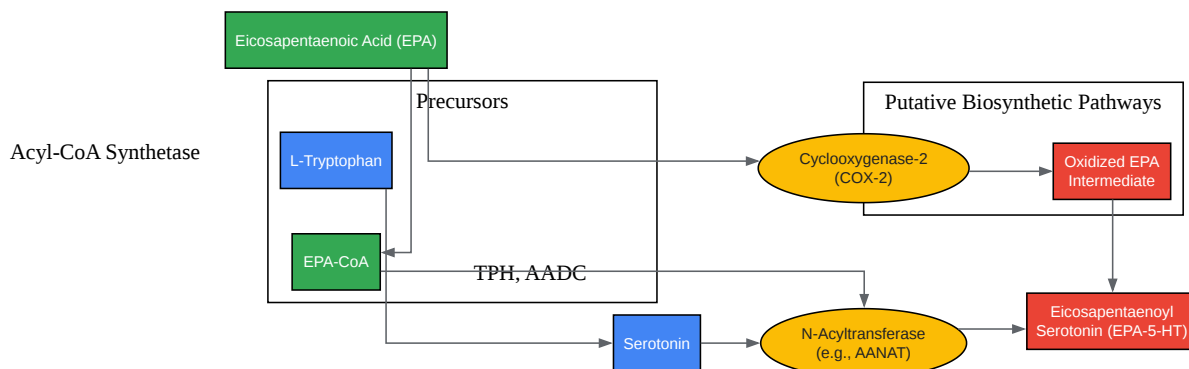 Eicosapentaenoic Acid (EPA)
Precursors
Putative Biosynthetic Pathways
Acyl-CoA Synthetase
L-Tryptophan
Cyclooxygenase-2
(COX-2)
Oxidized EPA
Intermediate
EPA-CoA
TPH, AADC
Serotonin
N-Acyltransferase
(e.g., AANAT)
Eicosapentaenoyl
Serotonin (EPA-5-HT)